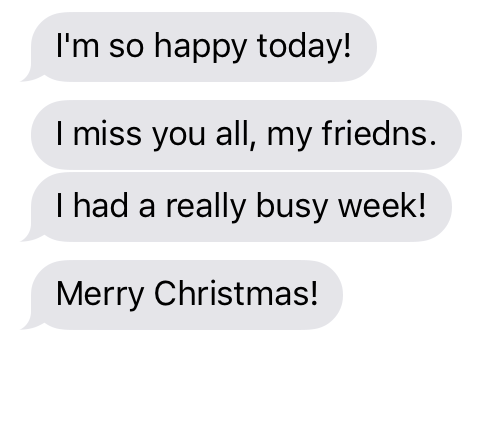 I'm so happy today!
I miss you all, my friedns.
I had a really busy week!
Merry Christmas!